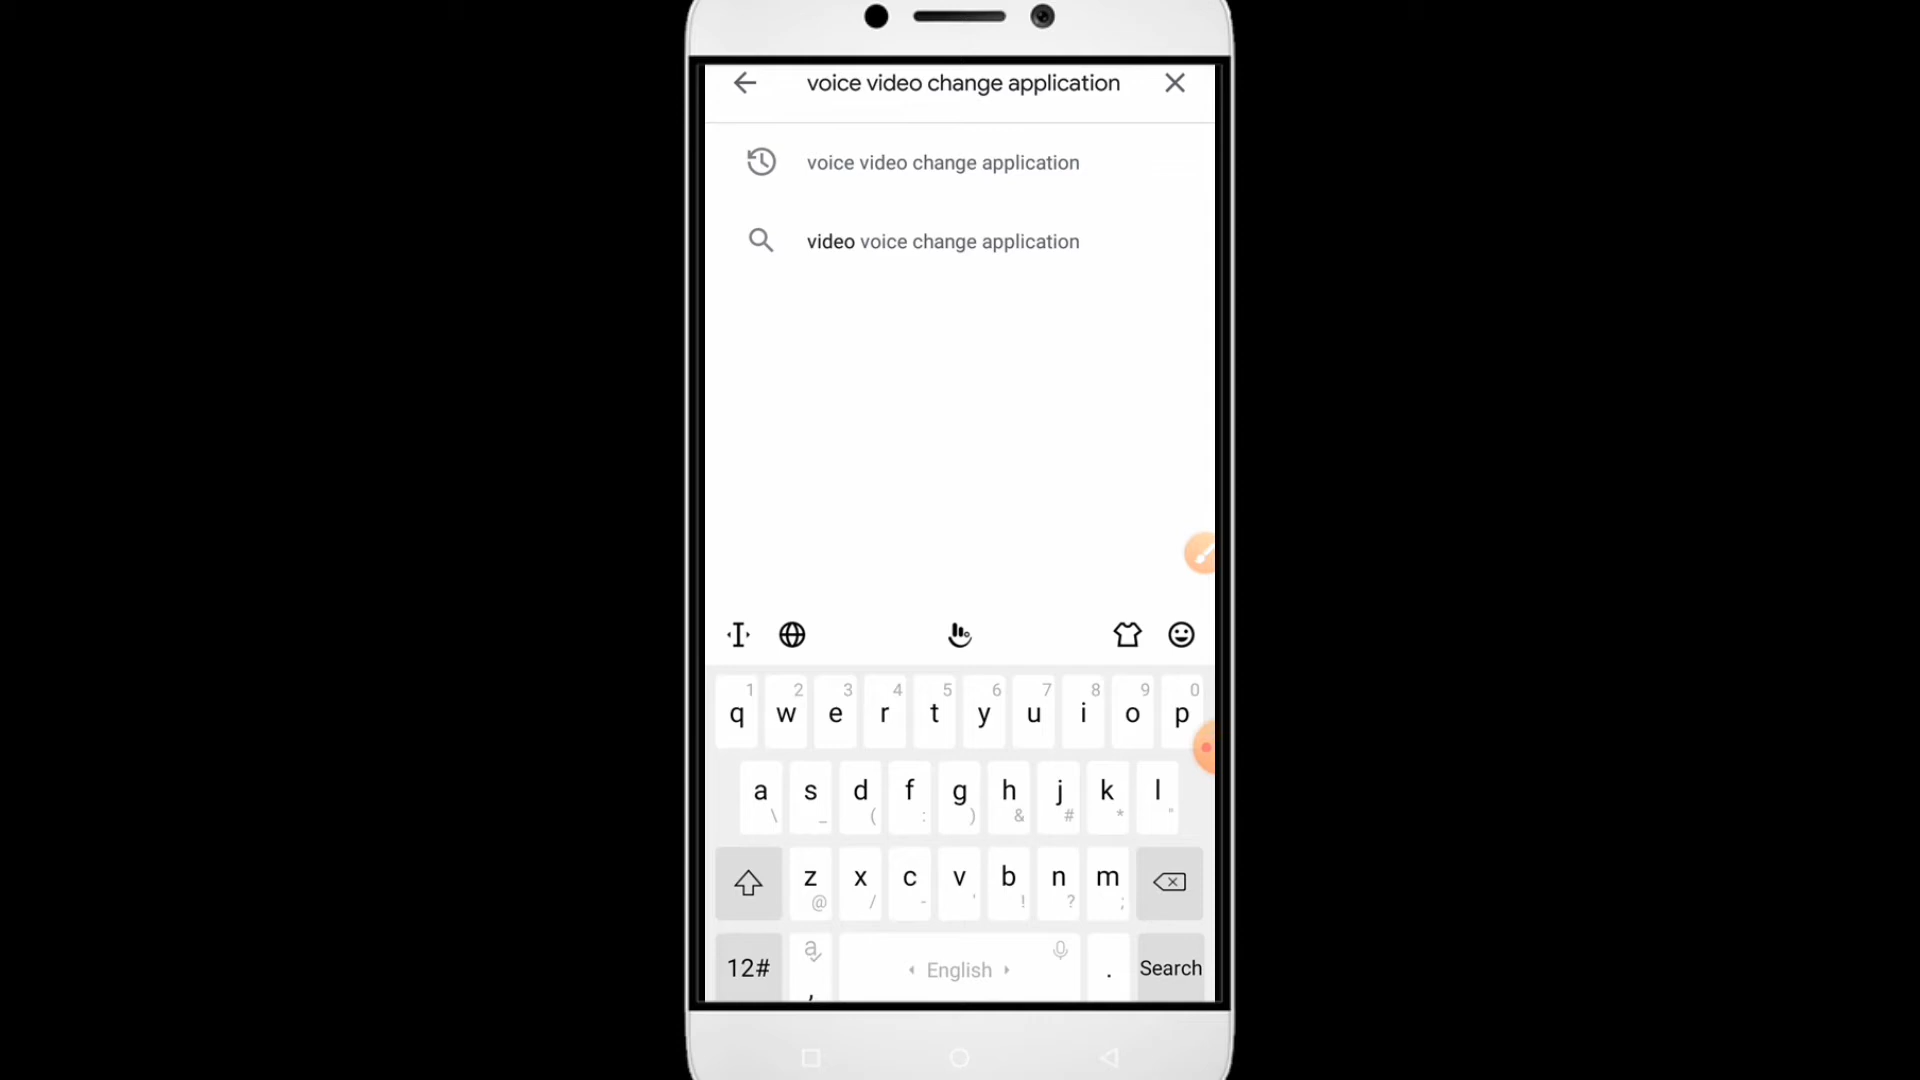 voice video change application
voice video change application
video voice change application
1 2 3 4 5 6 7 8 9 0
q w e r t y u i o p
a s d f g h j k l
\ _ ( : ) & # * "
z x c v b n m
@ / - ' ! ? ;
12# a , English . Search